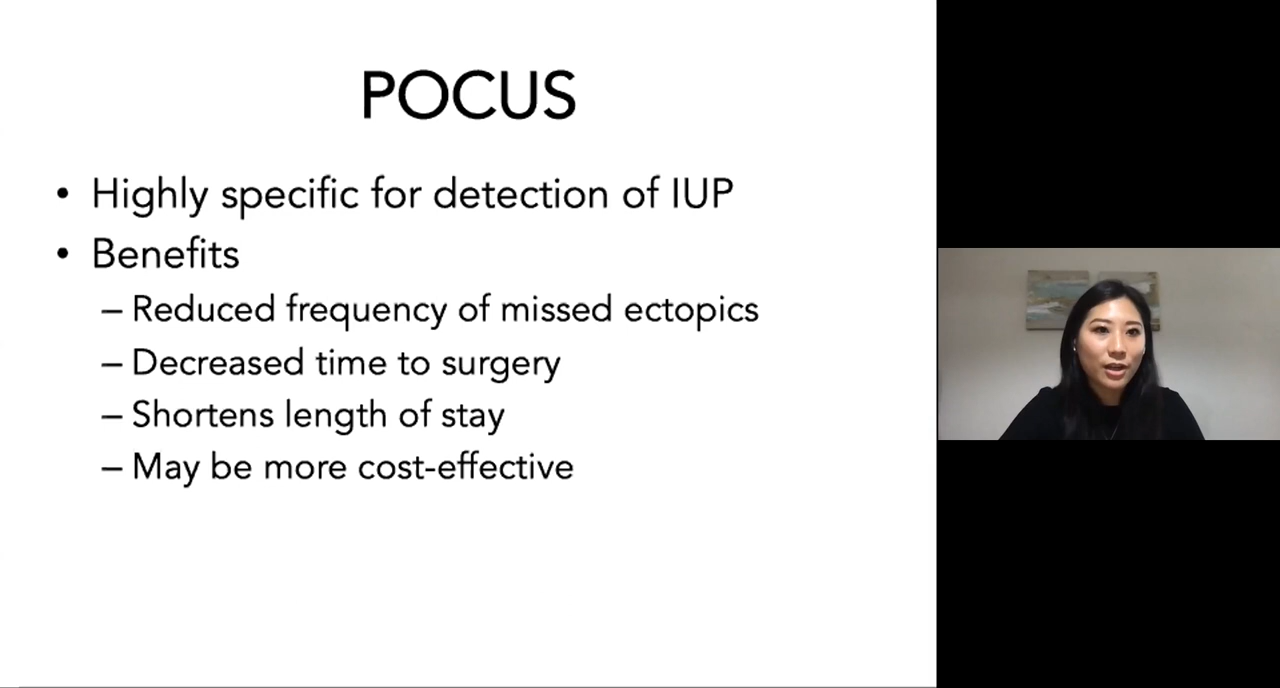 POCUS
• Highly specific for detection of IUP
• Benefits
– Reduced frequency of missed ectopics
– Decreased time to surgery
– Shortens length of stay
– May be more cost-effective